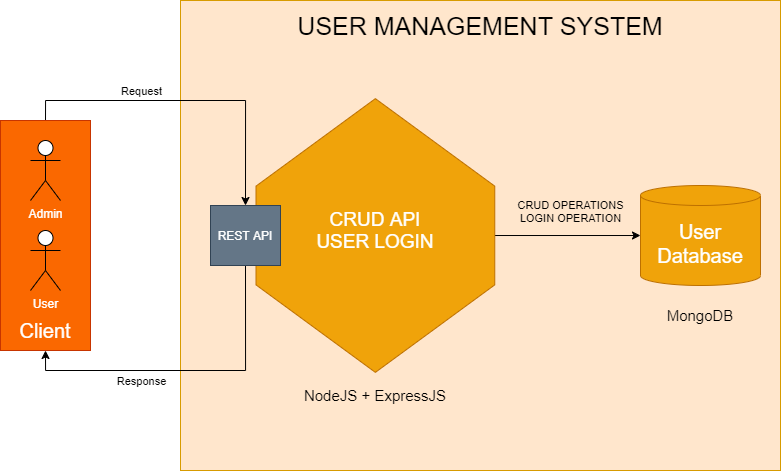 USER MANAGEMENT SYSTEM
Request
Admin
User
Client
REST API
CRUD API
USER LOGIN
CRUD OPERATIONS
LOGIN OPERATION
User
Database
MongoDB
Response
NodeJS + ExpressJS